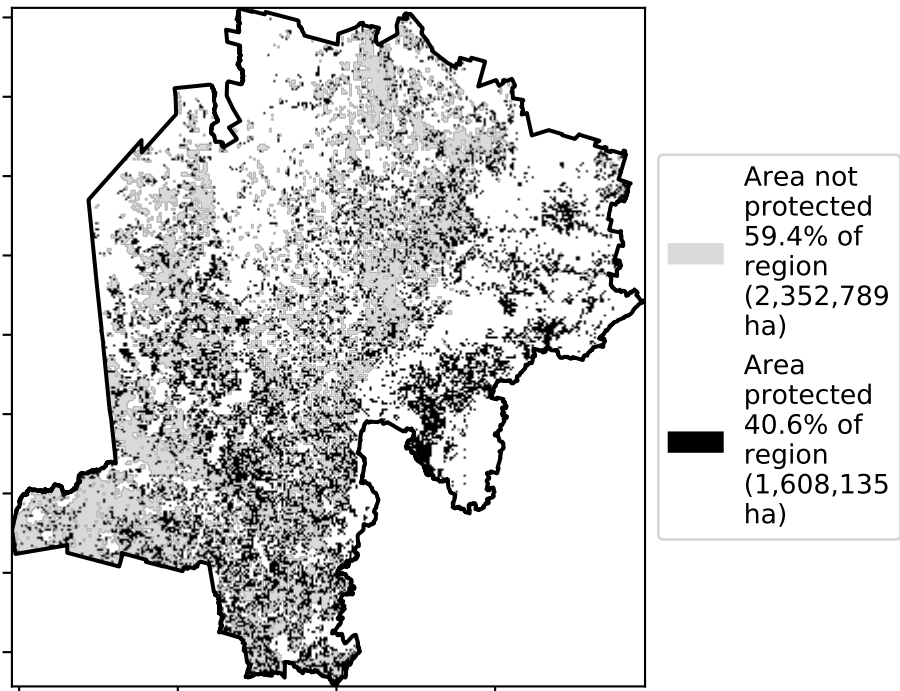 Area not
protected
59.4% of
region
(2,352,789
ha)
Area
protected
40.6% of
region
(1,608,135
ha)